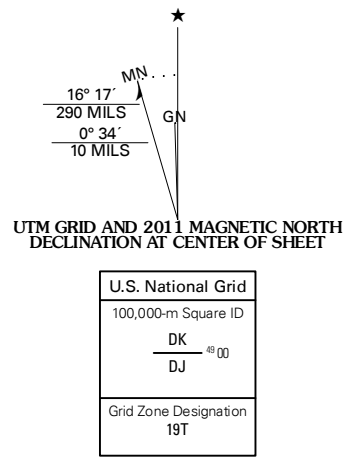 MN
16° 17´
290 MILS
GN
0° 34´
10 MILS
UTM GRID AND 2011 MAGNETIC NORTH
DECLINATION AT CENTER OF SHEET
U.S. National Grid
100,000-m Square ID
DK
49 00
DJ
Grid Zone Designation
19T